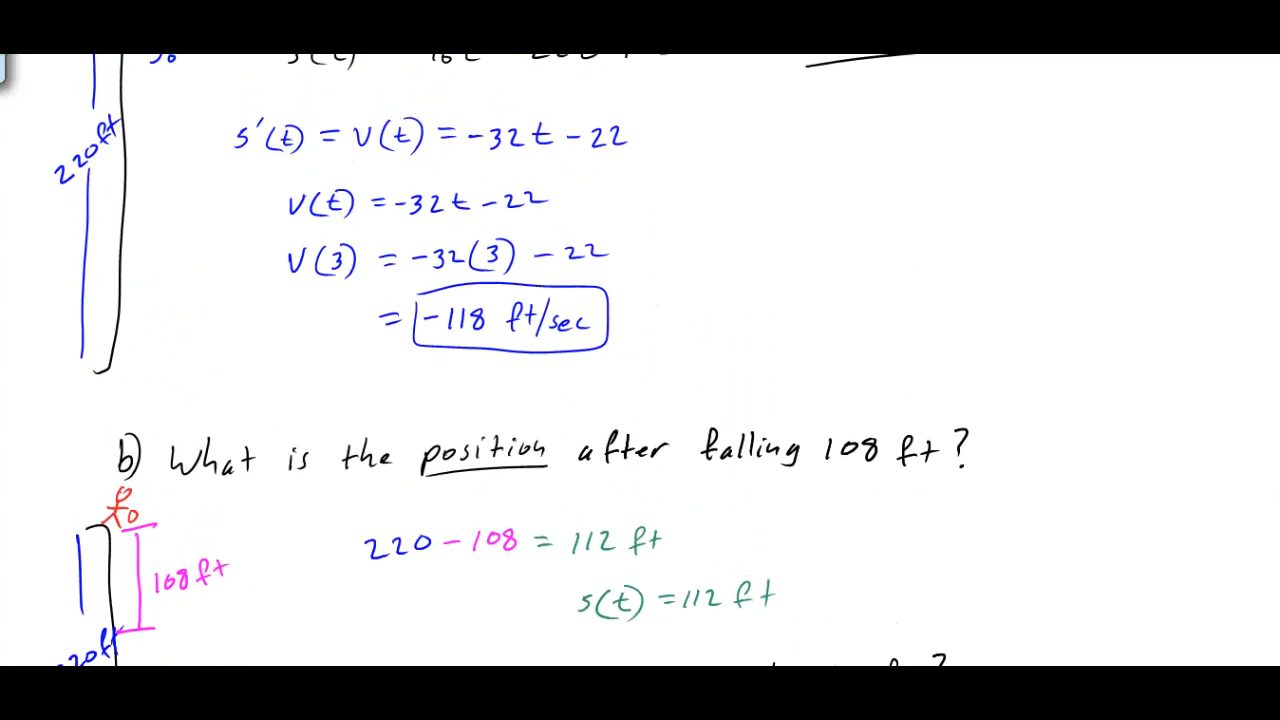 220ft
s'(t) = v(t) = -32t - 22
v(t) = -32t - 22
v(3) = -32(3) - 22
= -118 ft/sec
b) What is the position after falling 108 ft?
108 ft
220 - 108 = 112 ft
s(t) = 112 ft
220ft